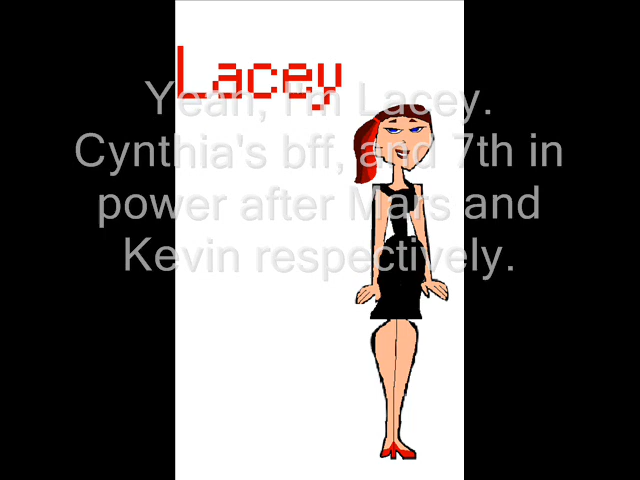 Lacey
Yeah, I'm Lacey.
Cynthia's bff, and 7th in
power after Mars and
Kevin respectively.